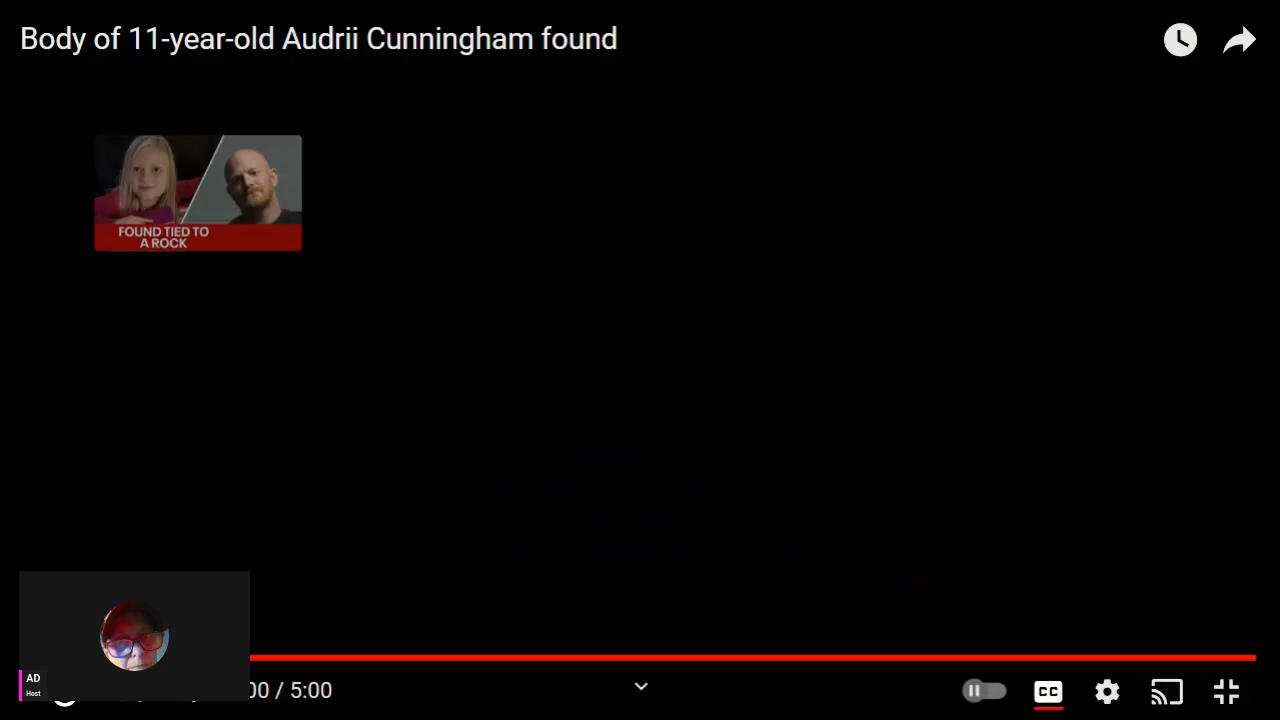 Body of 11-year-old Audrii Cunningham found
FOUND TIED TO
A ROCK
AD
Host
00 / 5:00
CC